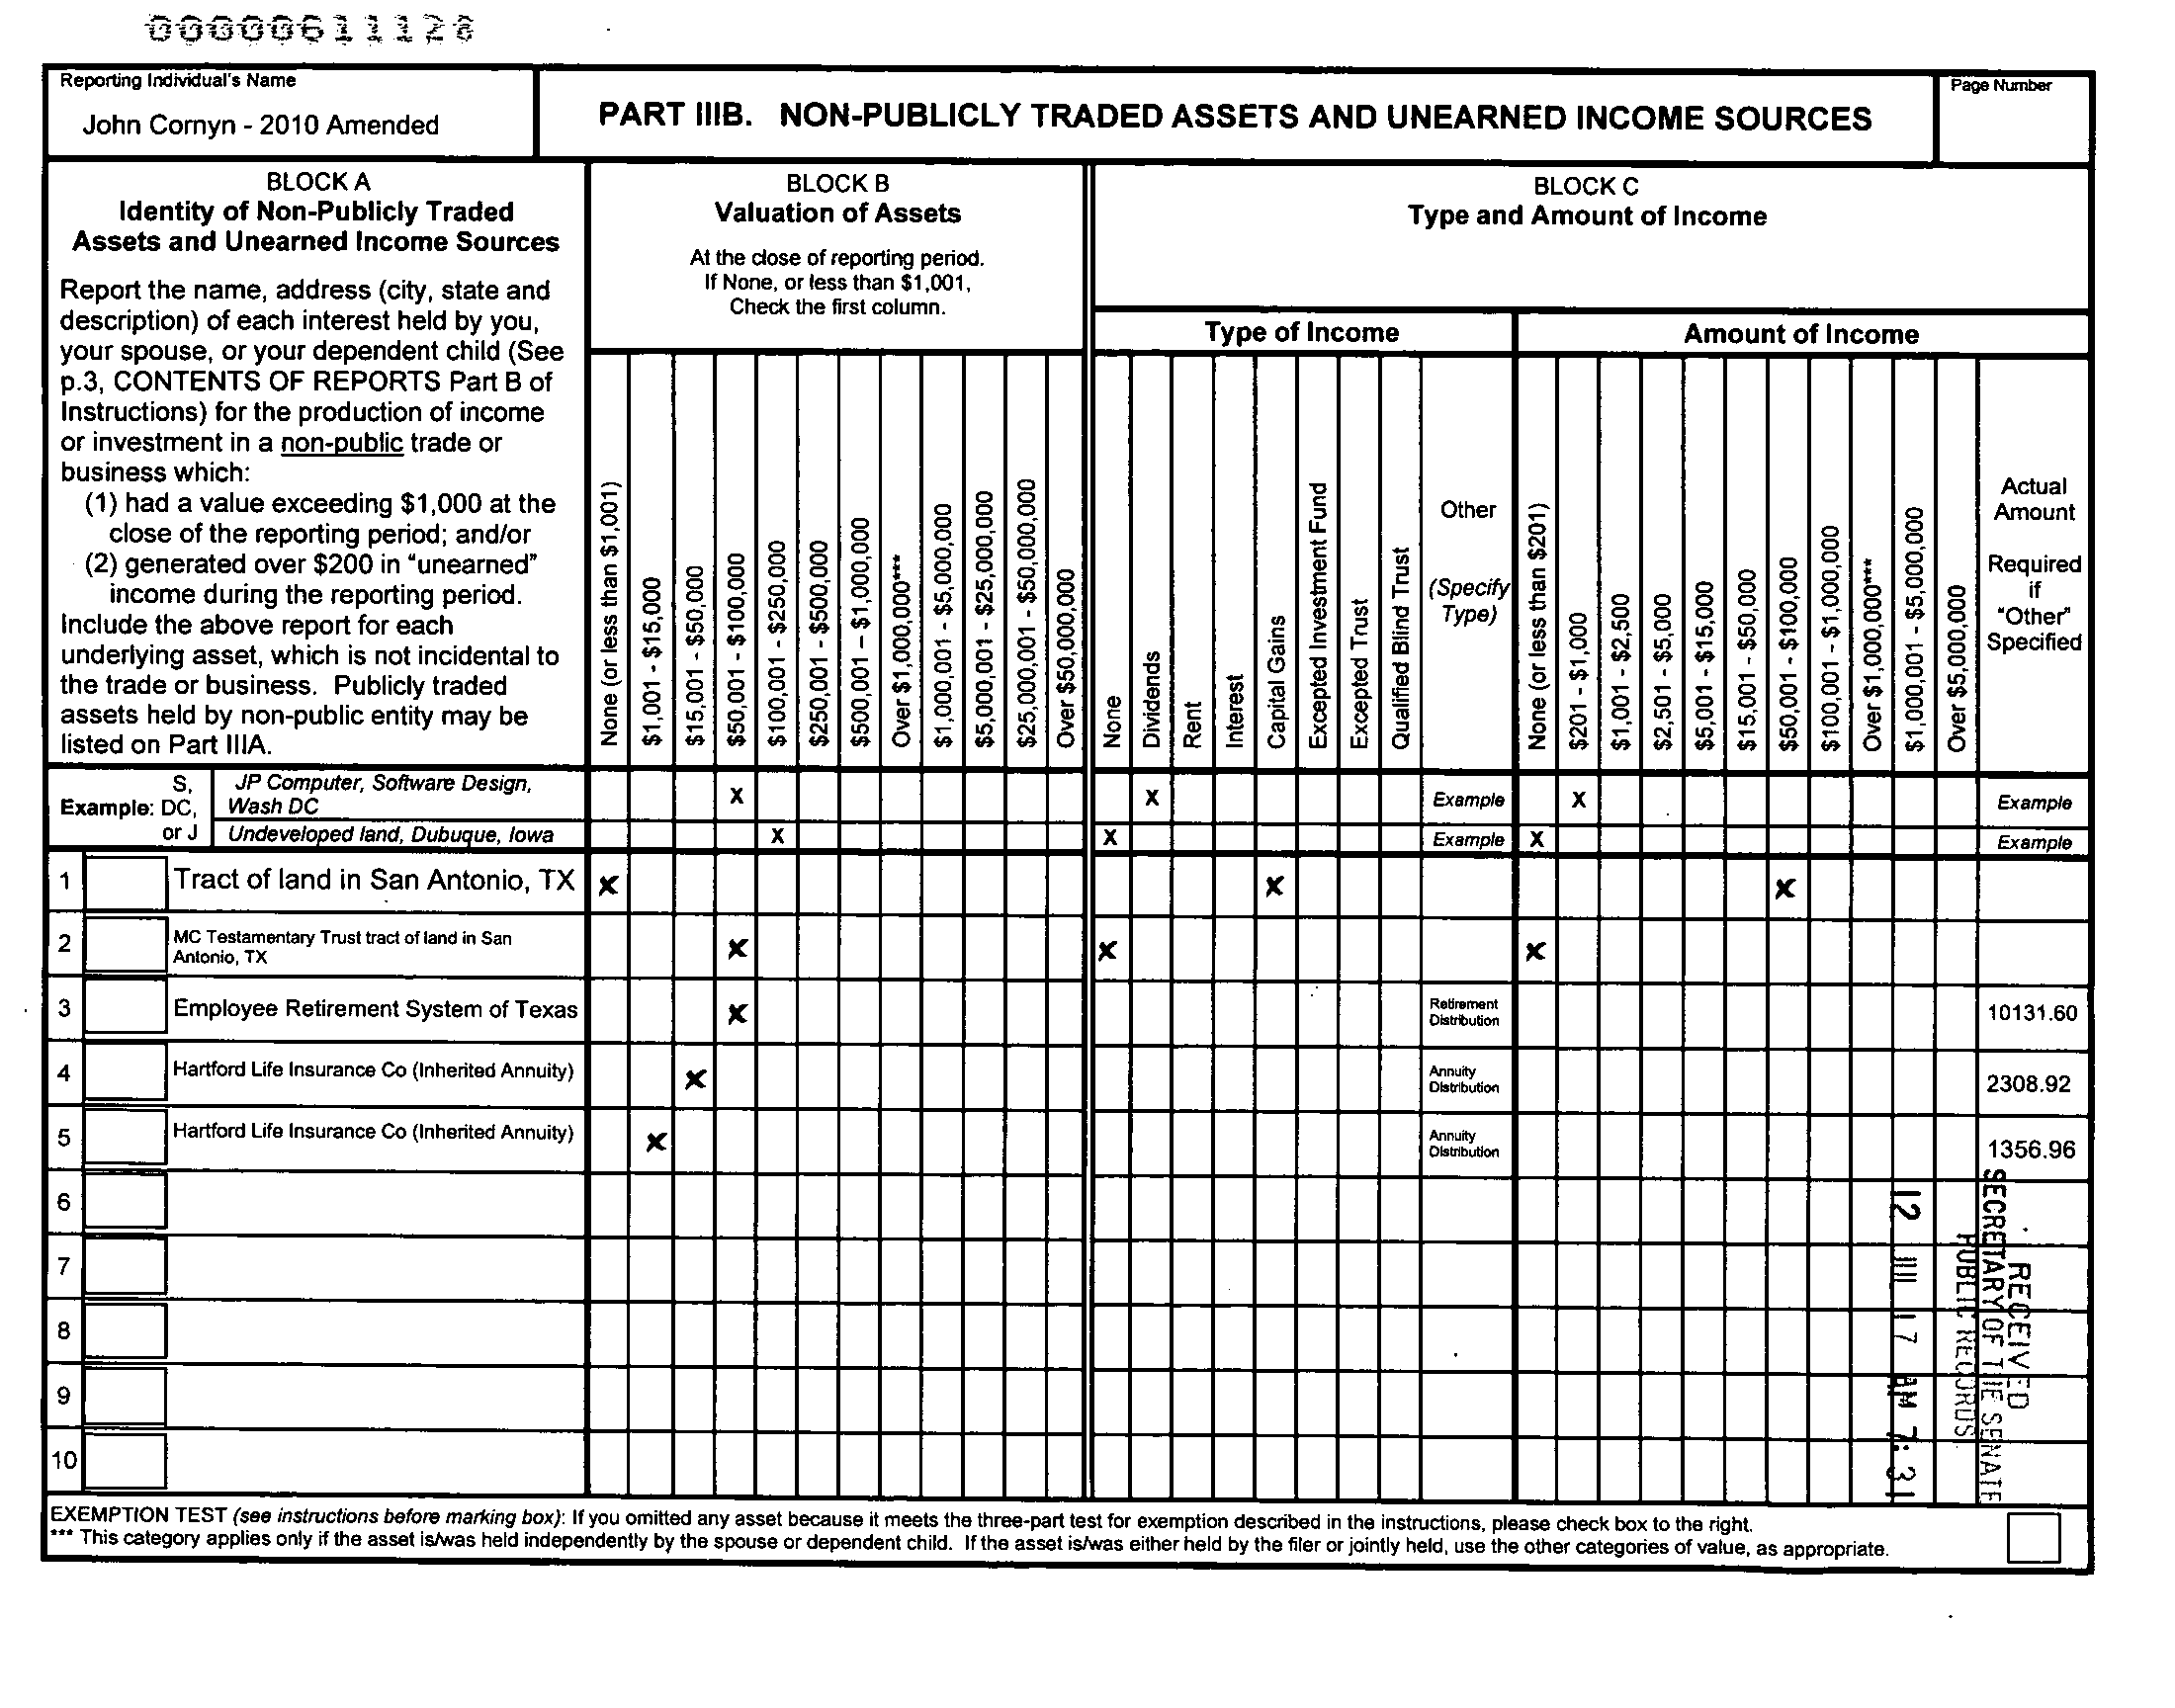 00000611128
Reporting Individual's Name
John Cornyn - 2010 Amended
PART IIIB. NON-PUBLICLY TRADED ASSETS AND UNEARNED INCOME SOURCES
Page Number
BLOCK A
Identity of Non-Publicly Traded
Assets and Unearned Income Sources
Report the name, address (city, state and
description) of each interest held by you,
your spouse, or your dependent child (See
p.3, CONTENTS OF REPORTS Part B of
Instructions) for the production of income
or investment in a non-public trade or
business which:
(1) had a value exceeding $1,000 at the
close of the reporting period; and/or
(2) generated over $200 in "unearned"
income during the reporting period.
Include the above report for each
underlying asset, which is not incidental to
the trade or business. Publicly traded
assets held by non-public entity may be
listed on Part IIIA.
BLOCK B
Valuation of Assets
At the close of reporting period.
If None, or less than $1,001,
Check the first column.
None (or less than $1,001)
$1,001 - $15,000
$15,001 - $50,000
$50,001 - $100,000
$100,001 - $250,000
$250,001 - $500,000
$500,001 – $1,000,000
Over $1,000,000***
$1,000,001 - $5,000,000
$5,000,001 - $25,000,000
$25,000,001 - $50,000,000
Over $50,000,000
BLOCK C
Type and Amount of Income
Type of Income
None
Dividends
Rent
Interest
Capital Gains
Excepted Investment Fund
Excepted Trust
Qualified Blind Trust
Other
(Specify
Type)
Amount of Income
None (or less than $201)
$201 - $1,000
$1,001 - $2,500
$2,501 - $5,000
$5,001 - $15,000
$15,001 - $50,000
$50,001 - $100,000
$100,001 - $1,000,000
Over $1,000,000***
$1,000,001 - $5,000,000
Over $5,000,000
Actual
Amount
Required
if
"Other"
Specified
Example: S, DC, or J
JP Computer, Software Design,
Wash DC X X Example X Example
Undeveloped land, Dubuque, Iowa X X Example X Example
1 Tract of land in San Antonio, TX X X X
2 MC Testamentary Trust tract of land in San
Antonio, TX X X X
3 Employee Retirement System of Texas X Retirement
Distribution 10131.60
4 Hartford Life Insurance Co (Inherited Annuity) X Annuity
Distribution 2308.92
5 Hartford Life Insurance Co (Inherited Annuity) X Annuity
Distribution 1356.96
6
7
8
9
10
RECEIVED
SECRETARY OF THE SENATE
PUBLIC RECORDS
12 JUL 17 AM 7:31
EXEMPTION TEST (see instructions before marking box): If you omitted any asset because it meets the three-part test for exemption described in the instructions, please check box to the right.
*** This category applies only if the asset is/was held independently by the spouse or dependent child. If the asset is/was either held by the filer or jointly held, use the other categories of value, as appropriate.